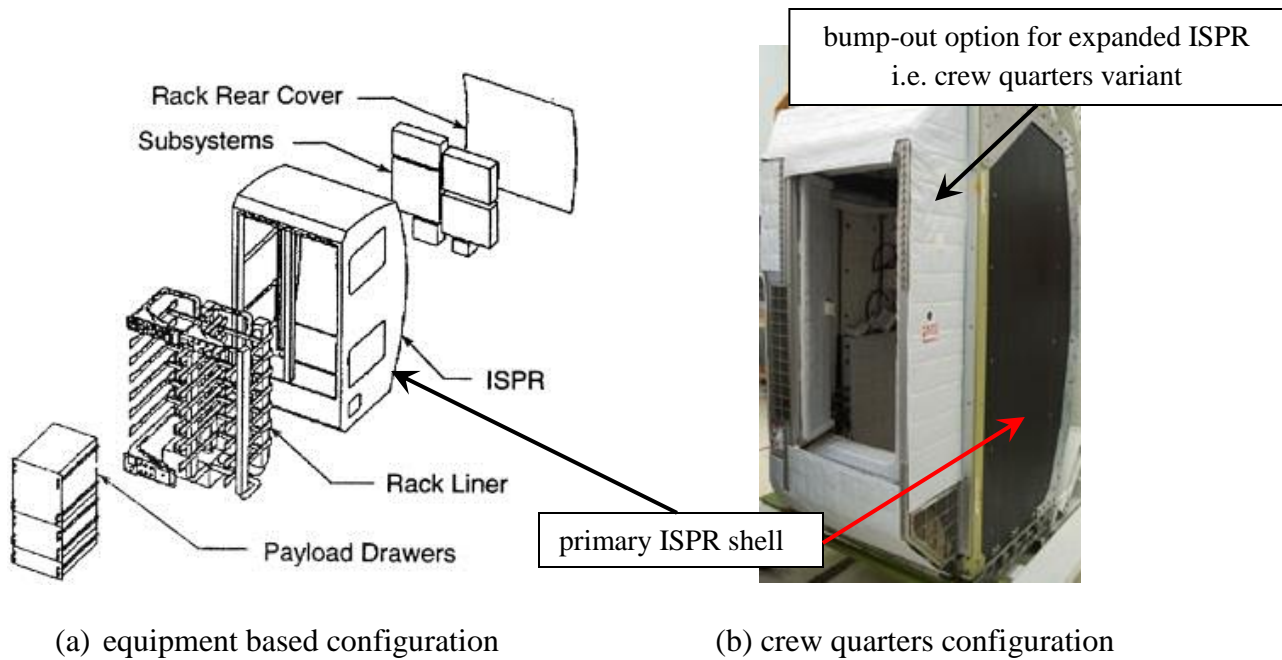 bump-out option for expanded ISPR
i.e. crew quarters variant
Rack Rear Cover
Subsystems
ISPR
Rack Liner
primary ISPR shell
Payload Drawers
(a) equipment based configuration
(b) crew quarters configuration